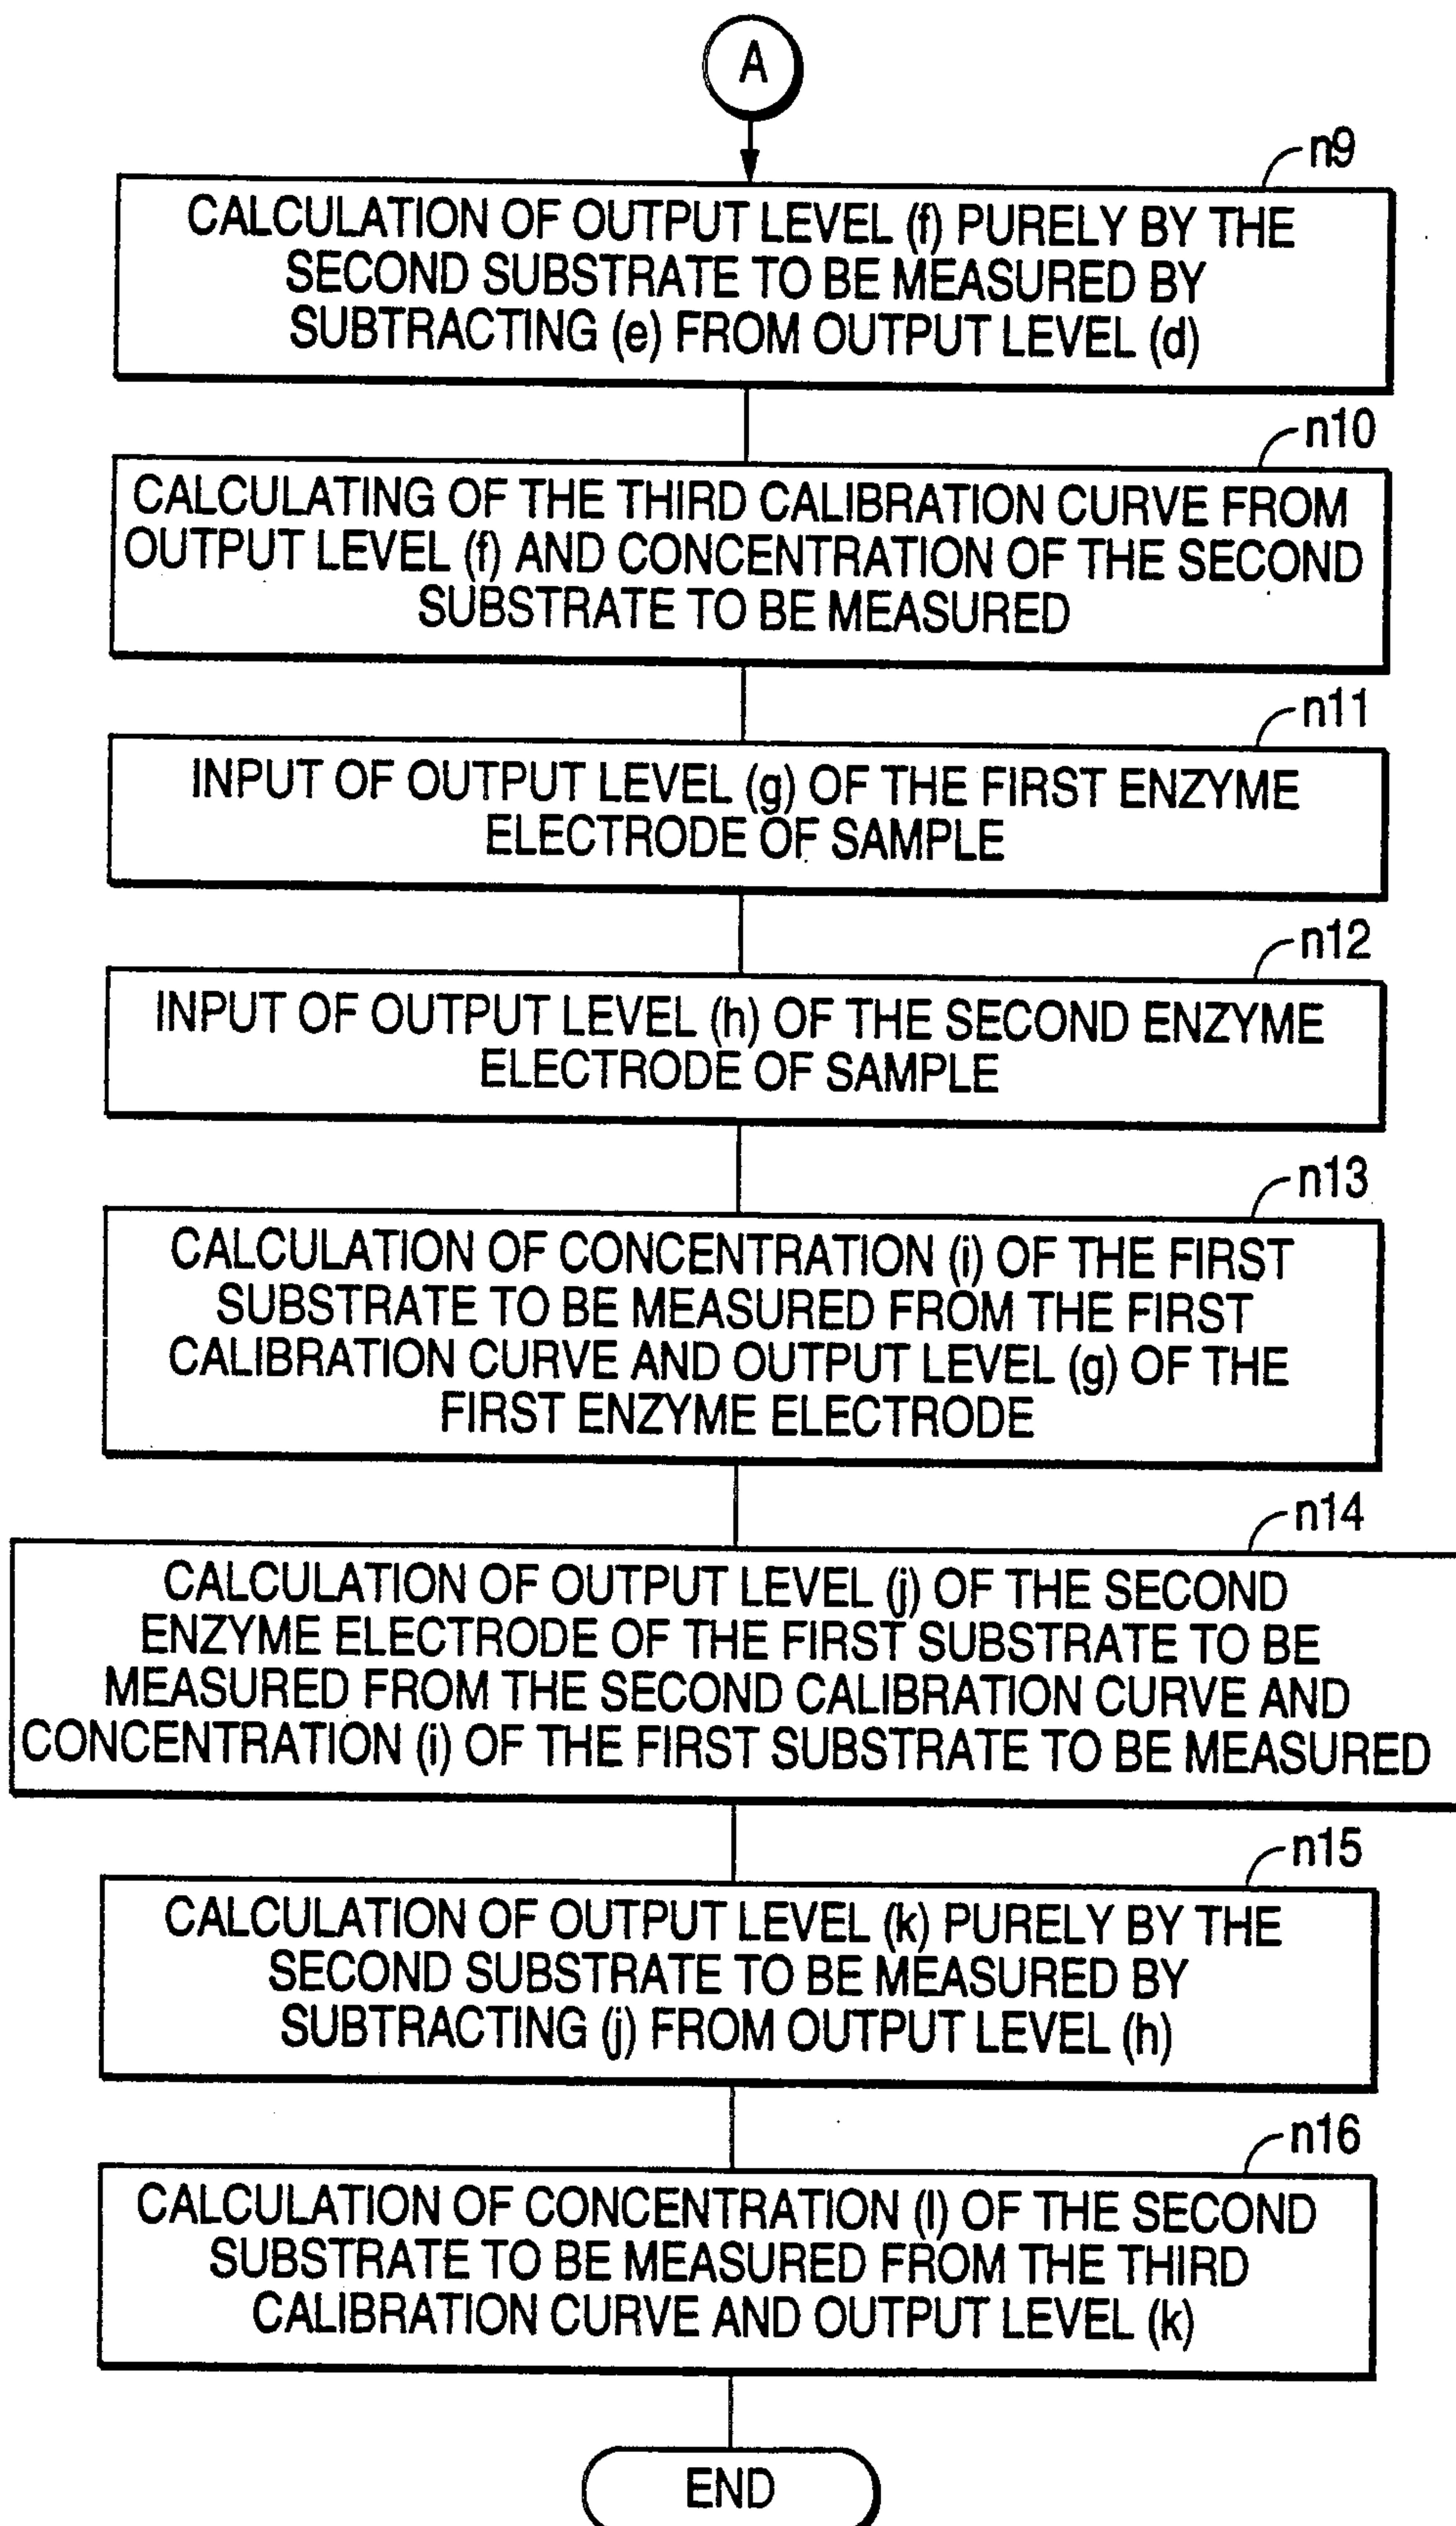 A
n9
CALCULATION OF OUTPUT LEVEL (f) PURELY BY THE
SECOND SUBSTRATE TO BE MEASURED BY
SUBTRACTING (e) FROM OUTPUT LEVEL (d)
n10
CALCULATING OF THE THIRD CALIBRATION CURVE FROM
OUTPUT LEVEL (f) AND CONCENTRATION OF THE SECOND
SUBSTRATE TO BE MEASURED
n11
INPUT OF OUTPUT LEVEL (g) OF THE FIRST ENZYME
ELECTRODE OF SAMPLE
n12
INPUT OF OUTPUT LEVEL (h) OF THE SECOND ENZYME
ELECTRODE OF SAMPLE
n13
CALCULATION OF CONCENTRATION (i) OF THE FIRST
SUBSTRATE TO BE MEASURED FROM THE FIRST
CALIBRATION CURVE AND OUTPUT LEVEL (g) OF THE
FIRST ENZYME ELECTRODE
n14
CALCULATION OF OUTPUT LEVEL (j) OF THE SECOND
ENZYME ELECTRODE OF THE FIRST SUBSTRATE TO BE
MEASURED FROM THE SECOND CALIBRATION CURVE AND
CONCENTRATION (i) OF THE FIRST SUBSTRATE TO BE MEASURED
n15
CALCULATION OF OUTPUT LEVEL (k) PURELY BY THE
SECOND SUBSTRATE TO BE MEASURED BY
SUBTRACTING (j) FROM OUTPUT LEVEL (h)
n16
CALCULATION OF CONCENTRATION (l) OF THE SECOND
SUBSTRATE TO BE MEASURED FROM THE THIRD
CALIBRATION CURVE AND OUTPUT LEVEL (k)
END